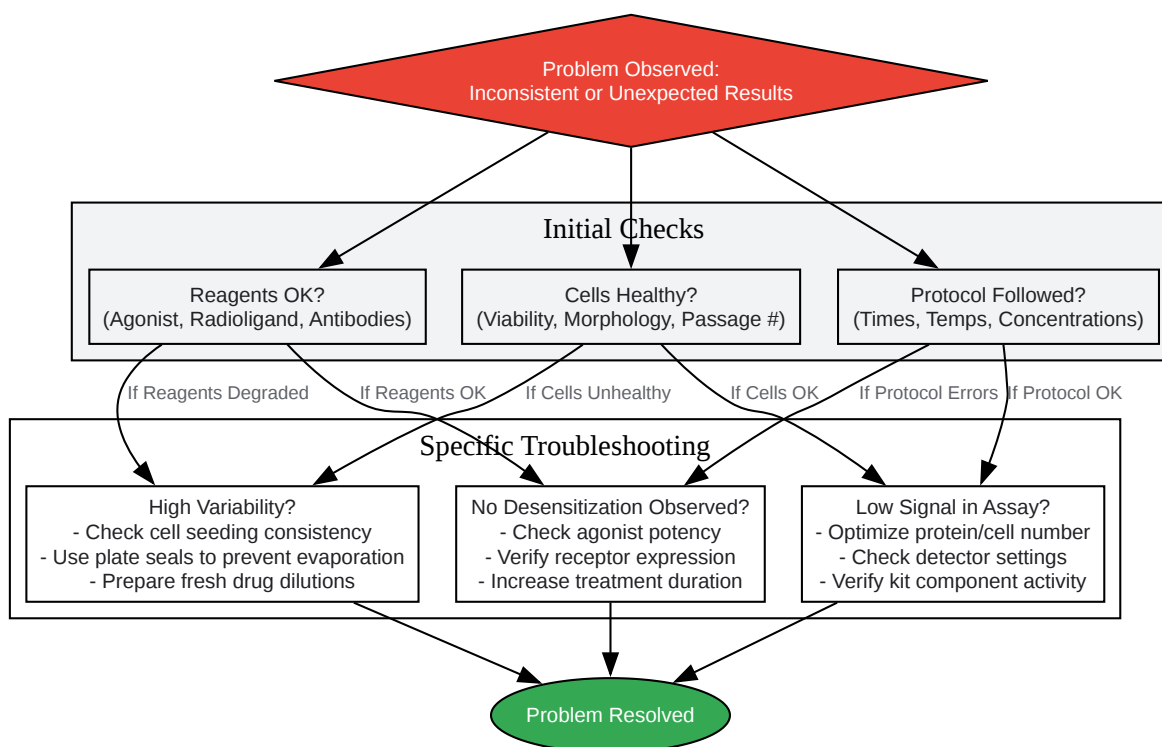 Problem Observed:
Inconsistent or Unexpected Results
Initial Checks
Reagents OK?
(Agonist, Radioligand, Antibodies)
Cells Healthy?
(Viability, Morphology, Passage #)
Protocol Followed?
(Times, Temps, Concentrations)
If Reagents Degraded
If Reagents OK
If Cells Unhealthy
If Cells OK
If Protocol Errors
If Protocol OK
Specific Troubleshooting
High Variability?
- Check cell seeding consistency
- Use plate seals to prevent evaporation
- Prepare fresh drug dilutions
No Desensitization Observed?
- Check agonist potency
- Verify receptor expression
- Increase treatment duration
Low Signal in Assay?
- Optimize protein/cell number
- Check detector settings
- Verify kit component activity
Problem Resolved